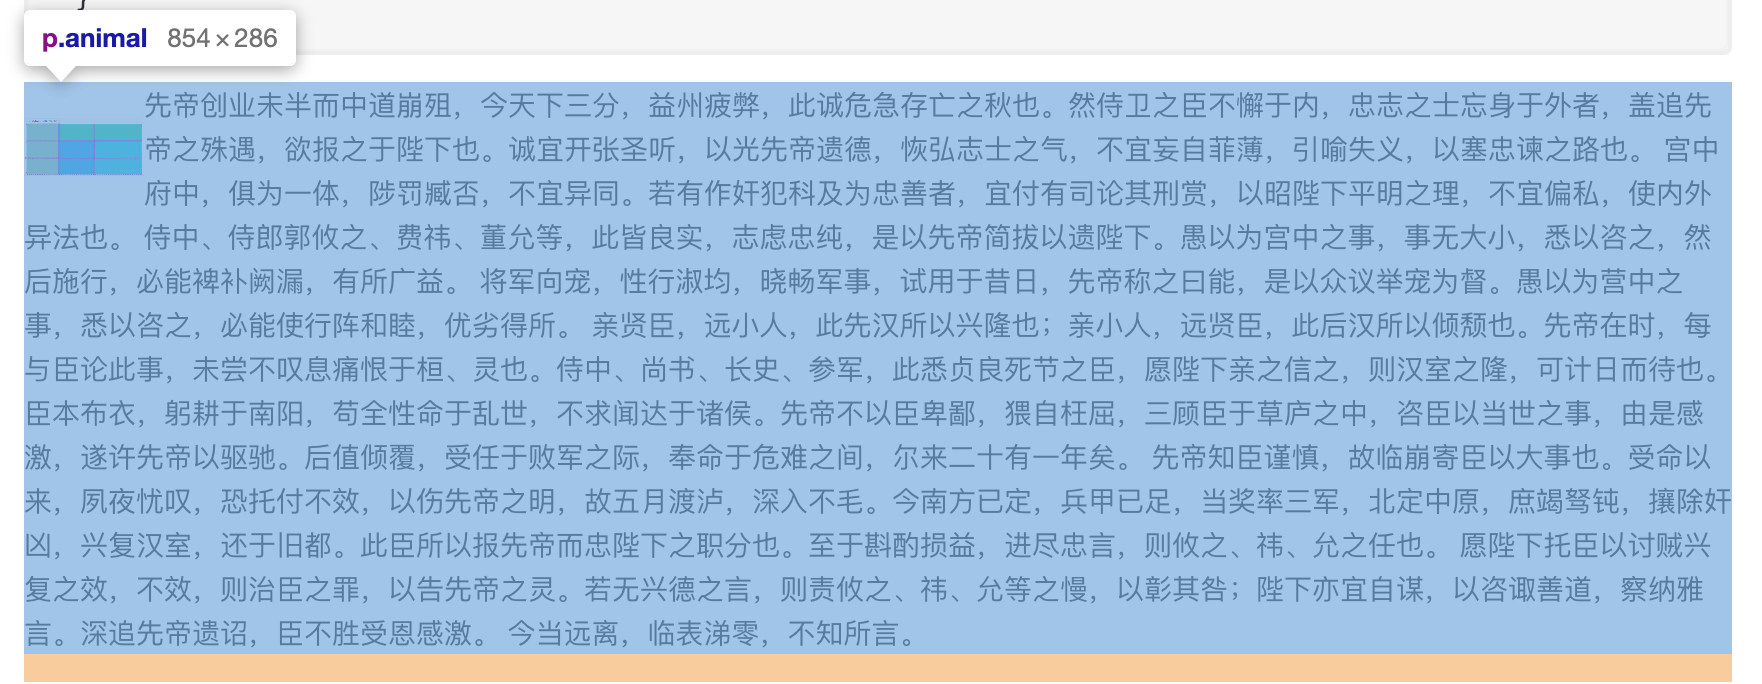 }
p.animal 854 × 286
先帝创业未半而中道崩殂，今天下三分，益州疲弊，此诚危急存亡之秋也。然侍卫之臣不懈于内，忠志之士忘身于外者，盖追先
帝之殊遇，欲报之于陛下也。诚宜开张圣听，以光先帝遗德，恢弘志士之气，不宜妄自菲薄，引喻失义，以塞忠谏之路也。 宫中
府中，俱为一体，陟罚臧否，不宜异同。若有作奸犯科及为忠善者，宜付有司论其刑赏，以昭陛下平明之理，不宜偏私，使内外
异法也。 侍中、侍郎郭攸之、费祎、董允等，此皆良实，志虑忠纯，是以先帝简拔以遗陛下。愚以为宫中之事，事无大小，悉以咨之，然
后施行，必能裨补阙漏，有所广益。 将军向宠，性行淑均，晓畅军事，试用于昔日，先帝称之曰能，是以众议举宠为督。愚以为营中之
事，悉以咨之，必能使行阵和睦，优劣得所。 亲贤臣，远小人，此先汉所以兴隆也；亲小人，远贤臣，此后汉所以倾颓也。先帝在时，每
与臣论此事，未尝不叹息痛恨于桓、灵也。侍中、尚书、长史、参军，此悉贞良死节之臣，愿陛下亲之信之，则汉室之隆，可计日而待也。
臣本布衣，躬耕于南阳，苟全性命于乱世，不求闻达于诸侯。先帝不以臣卑鄙，猥自枉屈，三顾臣于草庐之中，咨臣以当世之事，由是感
激，遂许先帝以驱驰。后值倾覆，受任于败军之际，奉命于危难之间，尔来二十有一年矣。 先帝知臣谨慎，故临崩寄臣以大事也。受命以
来，夙夜忧叹，恐托付不效，以伤先帝之明，故五月渡泸，深入不毛。今南方已定，兵甲已足，当奖率三军，北定中原，庶竭驽钝，攘除奸
凶，兴复汉室，还于旧都。此臣所以报先帝而忠陛下之职分也。至于斟酌损益，进尽忠言，则攸之、祎、允之任也。 愿陛下托臣以讨贼兴
复之效，不效，则治臣之罪，以告先帝之灵。若无兴德之言，则责攸之、祎、允等之慢，以彰其咎；陛下亦宜自谋，以咨诹善道，察纳雅
言。深追先帝遗诏，臣不胜受恩感激。 今当远离，临表涕零，不知所言。